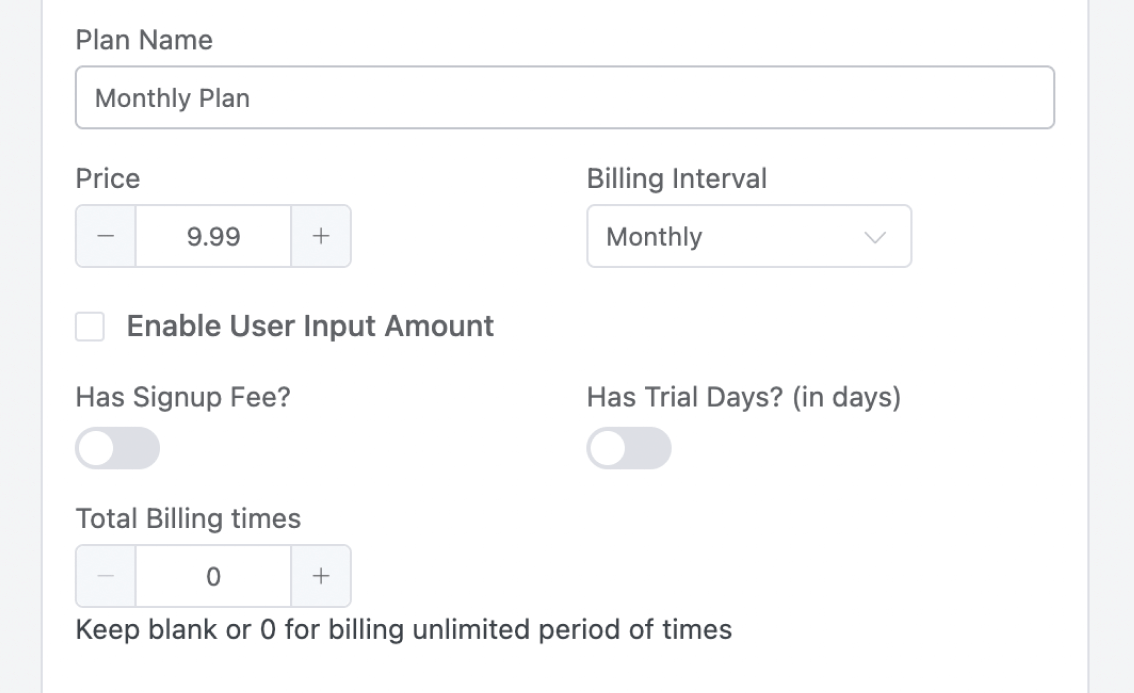 Plan Name
Monthly Plan
Price
Billing Interval
− 9.99 +
Monthly
Enable User Input Amount
Has Signup Fee?
Has Trial Days? (in days)
Total Billing times
− 0 +
Keep blank or 0 for billing unlimited period of times